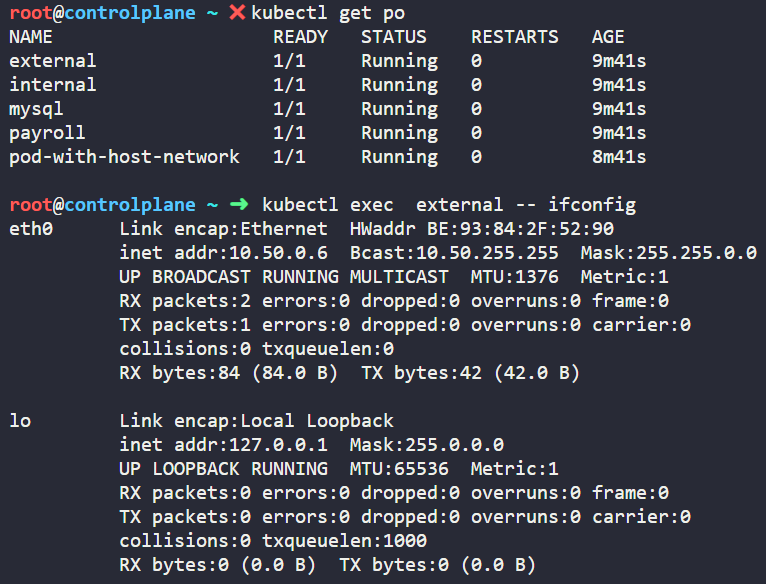 root@controlplane ~ ✖ kubectl get po
NAME                    READY   STATUS    RESTARTS   AGE
external                1/1     Running   0          9m41s
internal                1/1     Running   0          9m41s
mysql                   1/1     Running   0          9m41s
payroll                 1/1     Running   0          9m41s
pod-with-host-network   1/1     Running   0          8m41s
root@controlplane ~ ➜ kubectl exec  external -- ifconfig
eth0      Link encap:Ethernet  HWaddr BE:93:84:2F:52:90
          inet addr:10.50.0.6  Bcast:10.50.255.255  Mask:255.255.0.0
          UP BROADCAST RUNNING MULTICAST  MTU:1376  Metric:1
          RX packets:2 errors:0 dropped:0 overruns:0 frame:0
          TX packets:1 errors:0 dropped:0 overruns:0 carrier:0
          collisions:0 txqueuelen:0
          RX bytes:84 (84.0 B)  TX bytes:42 (42.0 B)
lo        Link encap:Local Loopback
          inet addr:127.0.0.1  Mask:255.0.0.0
          UP LOOPBACK RUNNING  MTU:65536  Metric:1
          RX packets:0 errors:0 dropped:0 overruns:0 frame:0
          TX packets:0 errors:0 dropped:0 overruns:0 carrier:0
          collisions:0 txqueuelen:1000
          RX bytes:0 (0.0 B)  TX bytes:0 (0.0 B)